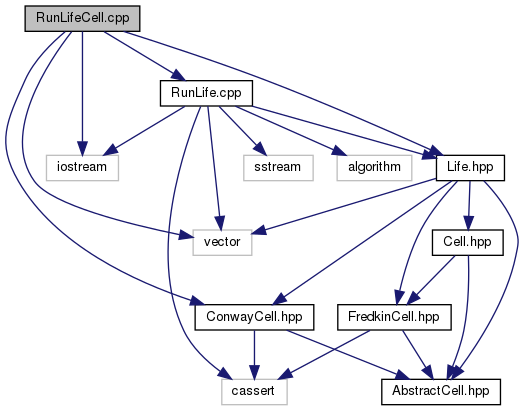 RunLifeCell.cpp
RunLife.cpp
iostream
sstream
algorithm
Life.hpp
vector
Cell.hpp
ConwayCell.hpp
FredkinCell.hpp
cassert
AbstractCell.hpp